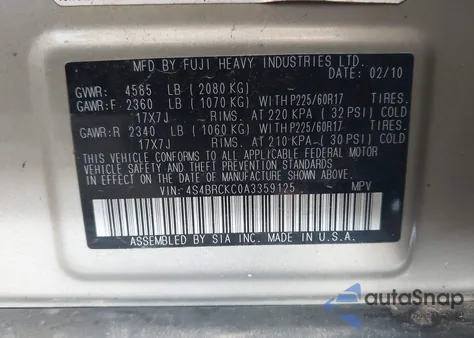 MFD BY FUJI HEAVY INDUSTRIES LTD.
DATE: 02/10
GVWR: 4585 LB (2080 KG)
GAWR:F 2360 LB (1070 KG) WITH P225/60R17 TIRES.
17X7J RIMS. AT 220 KPA (32 PSI) COLD
GAWR:R 2340 LB (1060 KG) WITH P225/60R17 TIRES.
17X7J RIMS. AT 210 KPA (30 PSI) COLD
THIS VEHICLE CONFORMS TO ALL APPLICABLE FEDERAL MOTOR
VEHICLE SAFETY, BUMPER AND THEFT PREVENTION STANDARDS
IN EFFECT ON THE DATE OF MANUFACTURE SHOWN ABOVE.
VIN: 4S4BRCKC0A3359125 MPV
ASSEMBLED BY SIA INC. MADE IN U.S.A.
autoSnap